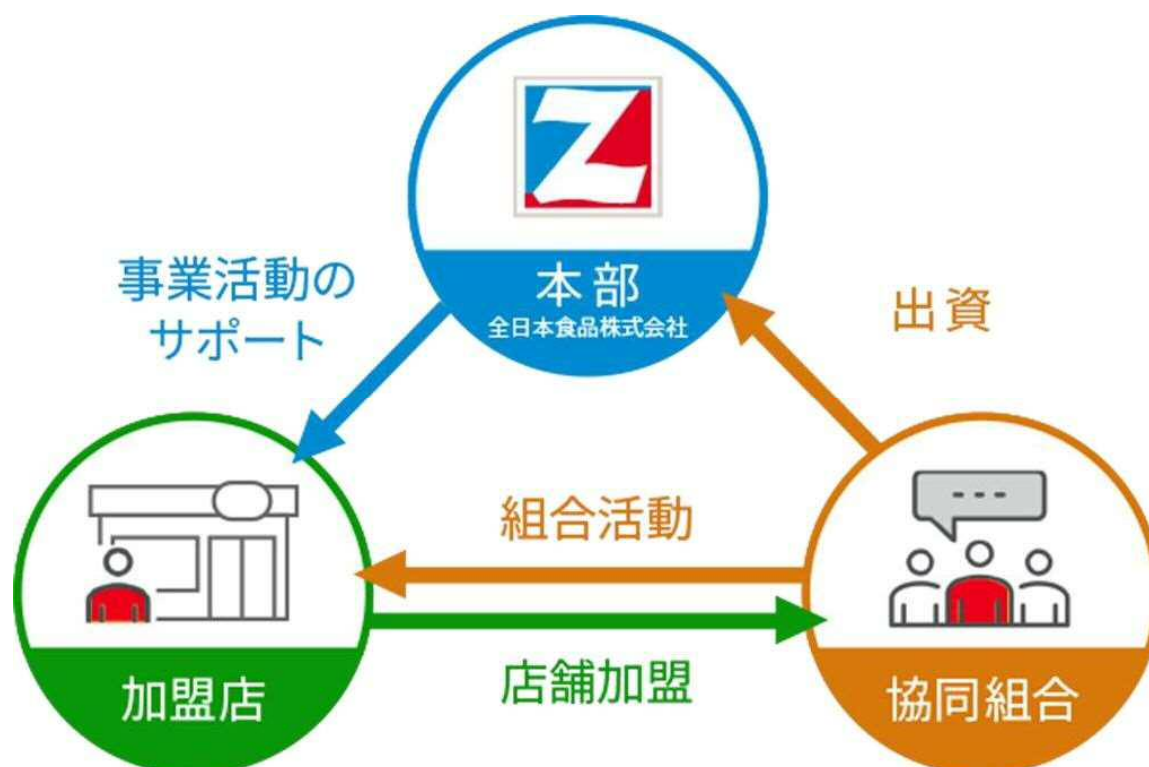 Z
本部
全日本食品株式会社
事業活動の
サポート
出資
組合活動
店舗加盟
加盟店
協同組合